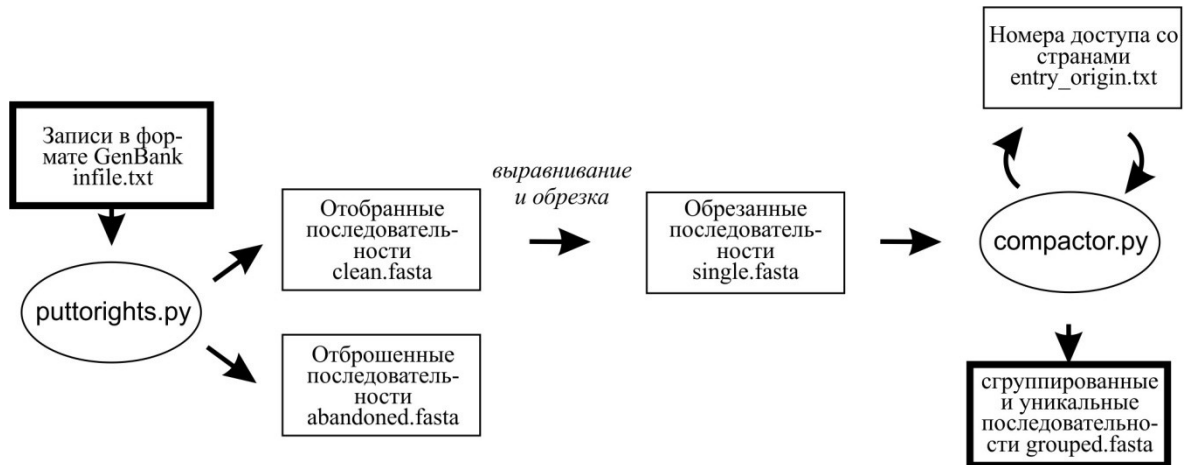 Записи в фор-
мате GenBank
infile.txt
puttorights.py
Отобранные
последователь-
ности
clean.fasta
Отброшенные
последователь-
ности
abandoned.fasta
выравнивание
и обрезка
Обрезанные
последователь-
ности
single.fasta
Номера доступа со
странами
entry_origin.txt
compactor.py
сгруппированные
и уникальные
последовательно-
сти grouped.fasta